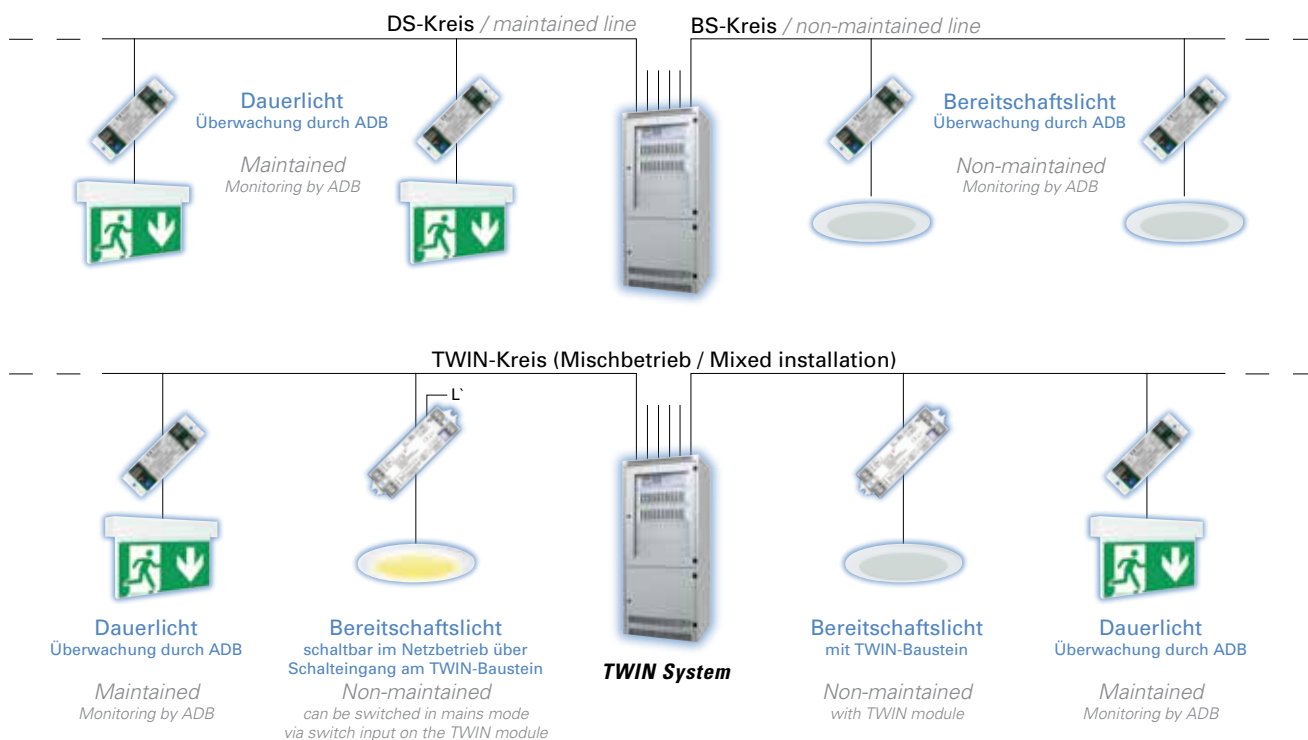 DS-Kreis / maintained line
BS-Kreis / non-maintained line
Dauerlicht
Überwachung durch ADB
Maintained
Monitoring by ADB
Bereitschaftslicht
Überwachung durch ADB
Non-maintained
Monitoring by ADB
TWIN-Kreis (Mischbetrieb / Mixed installation)
L`
Dauerlicht
Überwachung durch ADB
Maintained
Monitoring by ADB
Bereitschaftslicht
schaltbar im Netzbetrieb über
Schalteingang am TWIN-Baustein
Non-maintained
can be switched in mains mode
via switch input on the TWIN module
TWIN System
Bereitschaftslicht
mit TWIN-Baustein
Non-maintained
with TWIN module
Dauerlicht
Überwachung durch ADB
Maintained
Monitoring by ADB